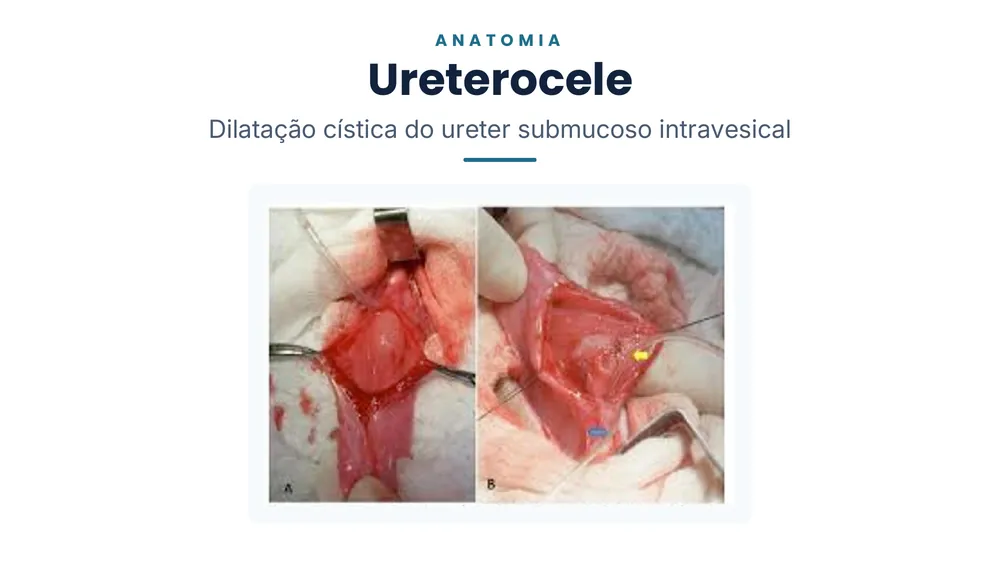 ANATOMIA
Ureterocele
Dilatação cística do ureter submucoso intravesical
A
B